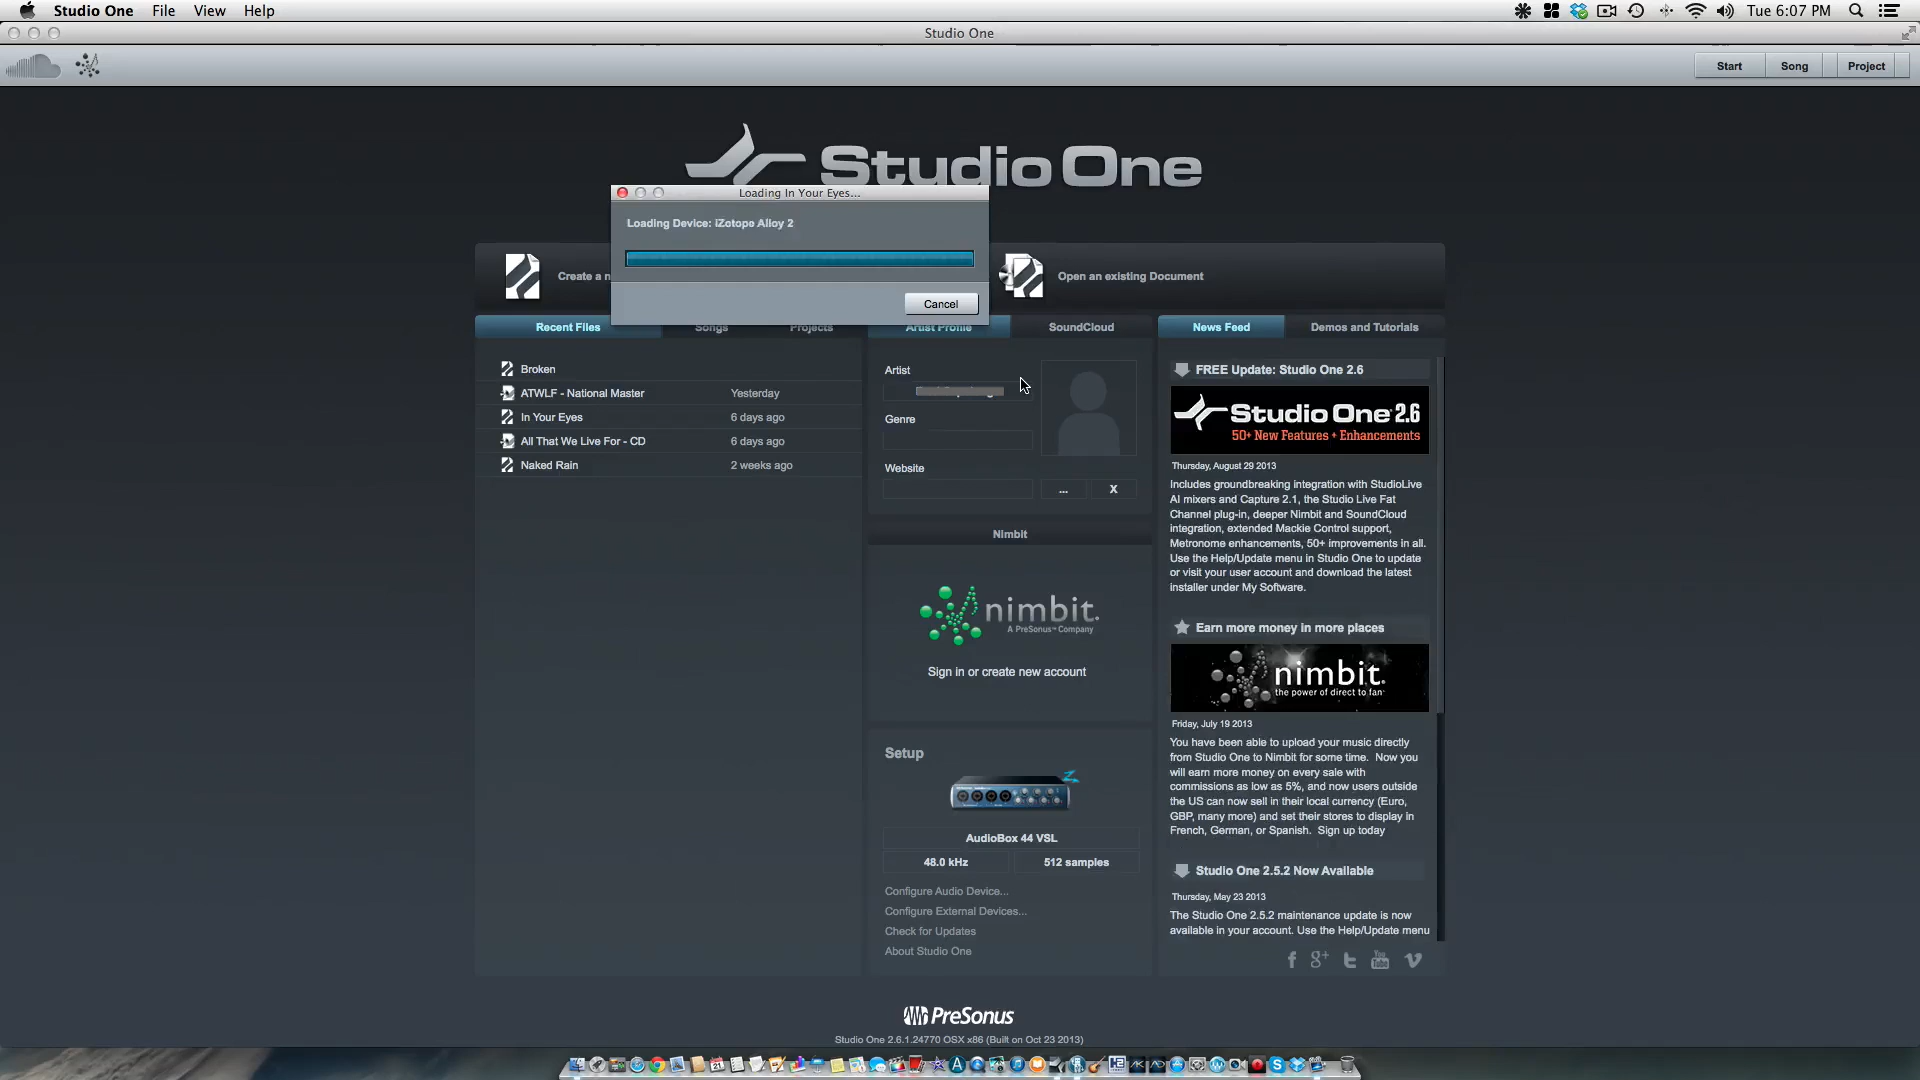 Studio One File View Help
Tue 6:07 PM
Studio One
Start Song Project
Studio One
Loading In Your Eyes...
Loading Device: iZotope Alloy 2
Cancel
Create a n
Open an existing Document
Recent Files Songs Projects
Artist Profile SoundCloud
News Feed Demos and Tutorials
Broken
ATWLF - National Master Yesterday
In Your Eyes 6 days ago
All That We Live For - CD 6 days ago
Naked Rain 2 weeks ago
Artist
Genre
Website
... X
Nimbit
nimbit.
A PreSonus™ Company
Sign in or create new account
Setup
AudioBox 44 VSL
48.0 kHz 512 samples
Configure Audio Device...
Configure External Devices...
Check for Updates
About Studio One
FREE Update: Studio One 2.6
Studio One 2.6
50+ New Features + Enhancements
Thursday, August 29 2013
Includes groundbreaking integration with StudioLive
AI mixers and Capture 2.1, the Studio Live Fat
Channel plug-in, deeper Nimbit and SoundCloud
integration, extended Mackie Control support,
Metronome enhancements, 50+ improvements in all.
Use the Help/Update menu in Studio One to update
or visit your user account and download the latest
installer under My Software.
Earn more money in more places
nimbit.
the power of direct to fan
Friday, July 19 2013
You have been able to upload your music directly
from Studio One to Nimbit for some time. Now you
will earn more money on every sale with
commissions as low as 5%, and now users outside
the US can now sell in their local currency (Euro,
GBP, many more) and set their stores to display in
French, German, or Spanish. Sign up today
Studio One 2.5.2 Now Available
Thursday, May 23 2013
The Studio One 2.5.2 maintenance update is now
available in your account. Use the Help/Update menu
PreSonus
Studio One 2.6.1.24770 OSX x86 (Built on Oct 23 2013)